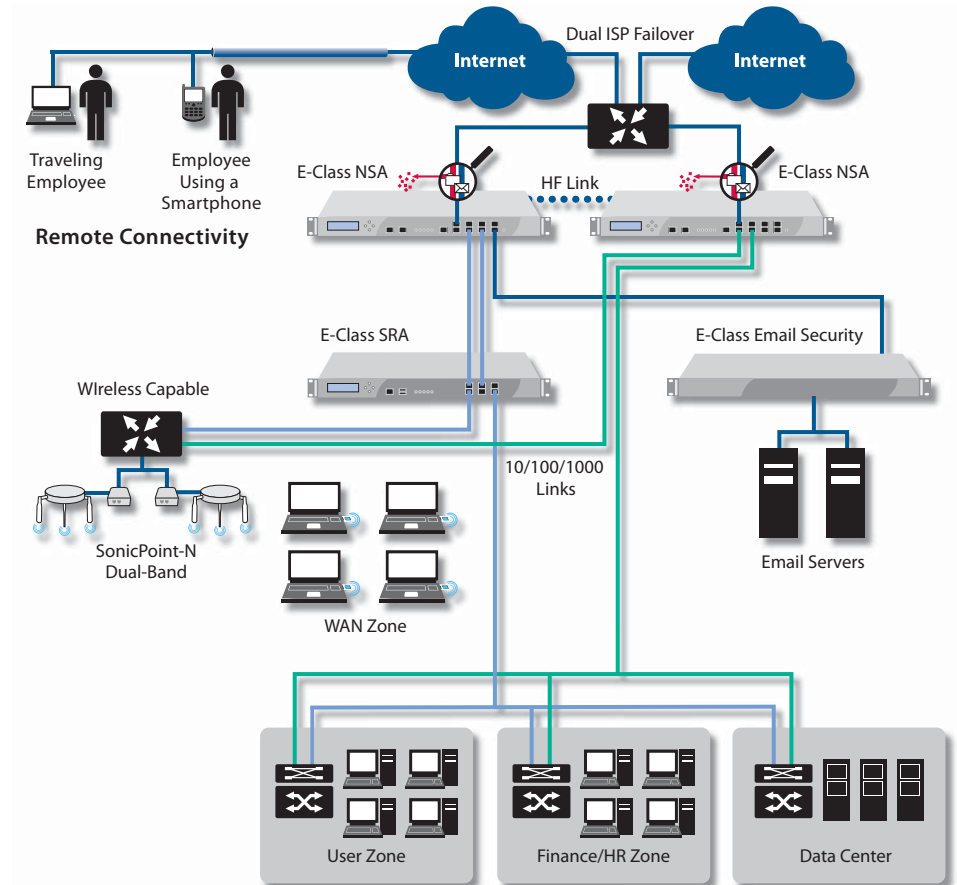 Dual ISP Failover
Internet
Internet
Traveling
Employee
Employee
Using a
Smartphone
Remote Connectivity
E-Class NSA
HF Link
E-Class NSA
E-Class SRA
E-Class Email Security
WIreless Capable
10/100/1000
Links
SonicPoint-N
Dual-Band
WAN Zone
Email Servers
User Zone
Finance/HR Zone
Data Center